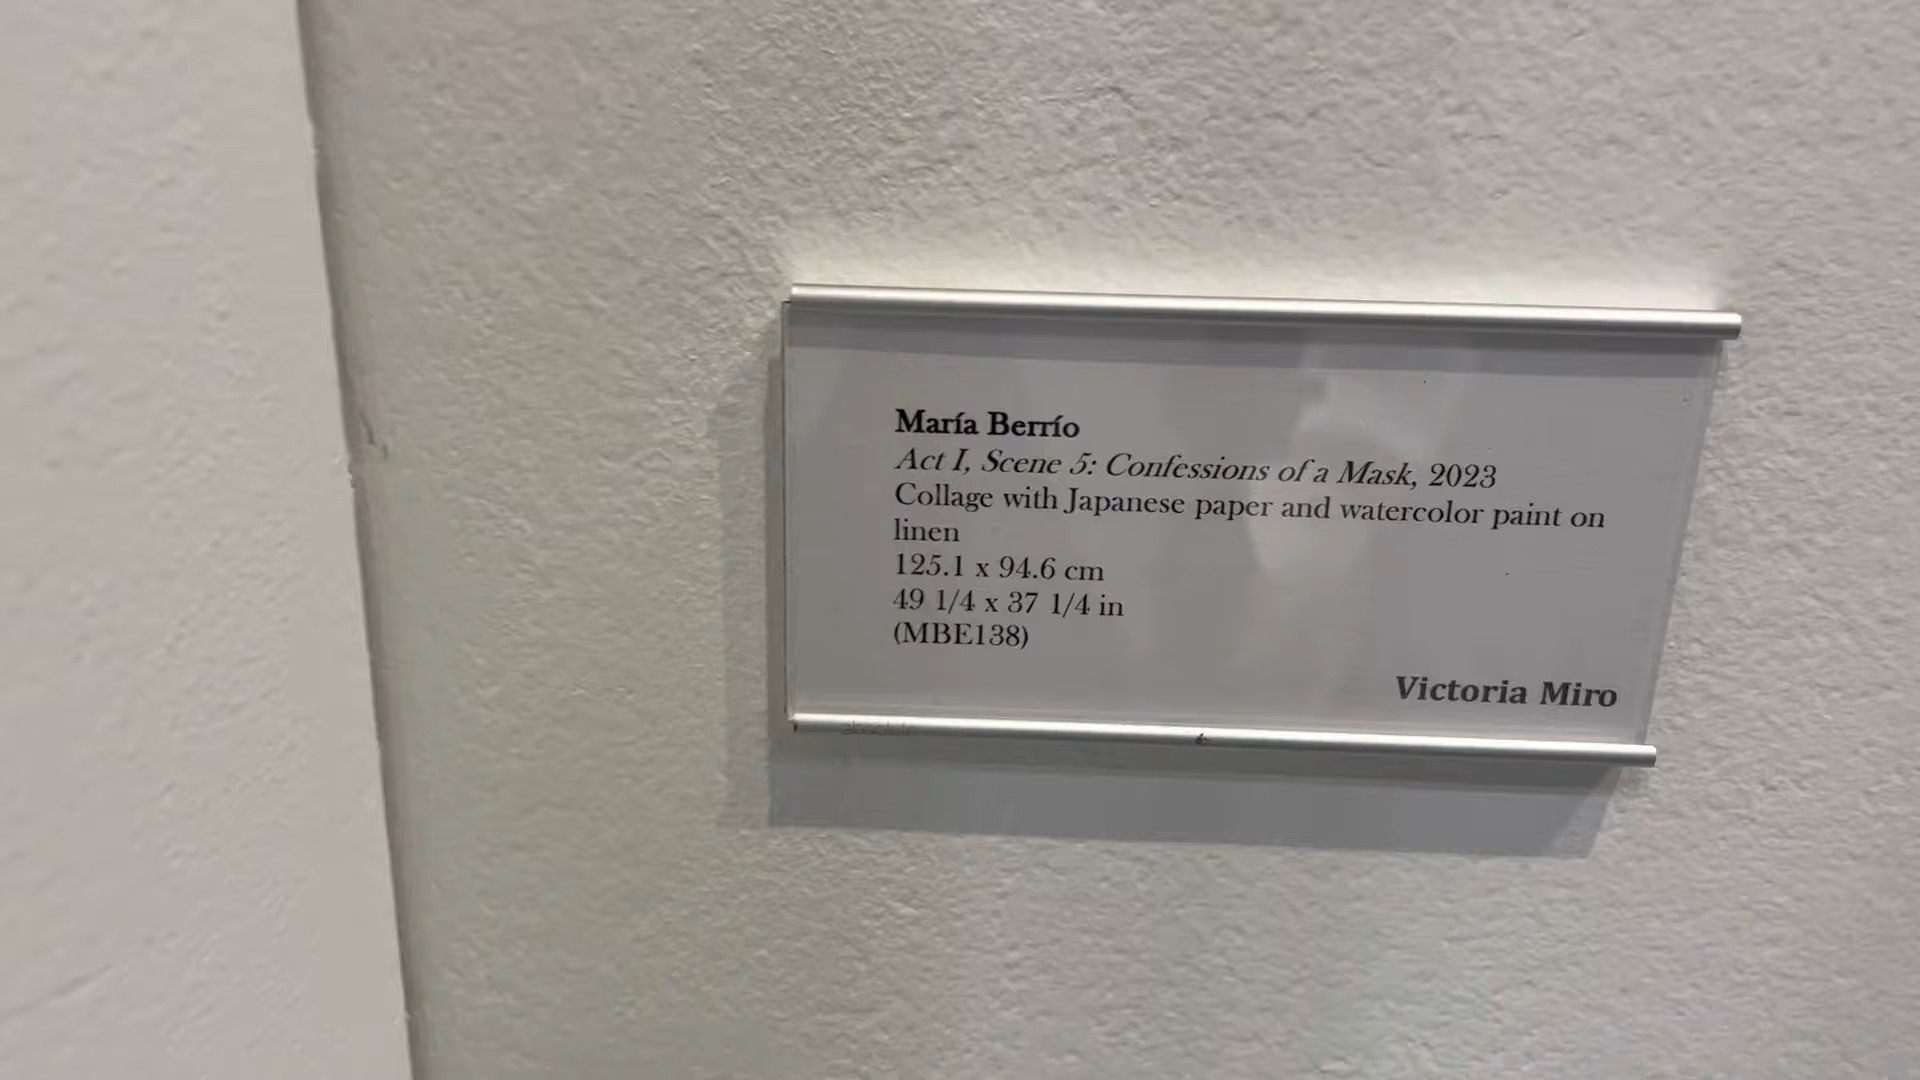 María Berrío
Act I, Scene 5: Confessions of a Mask, 2023
Collage with Japanese paper and watercolor paint on
linen
125.1 x 94.6 cm
49 1/4 x 37 1/4 in
(MBE138)
Victoria Miro